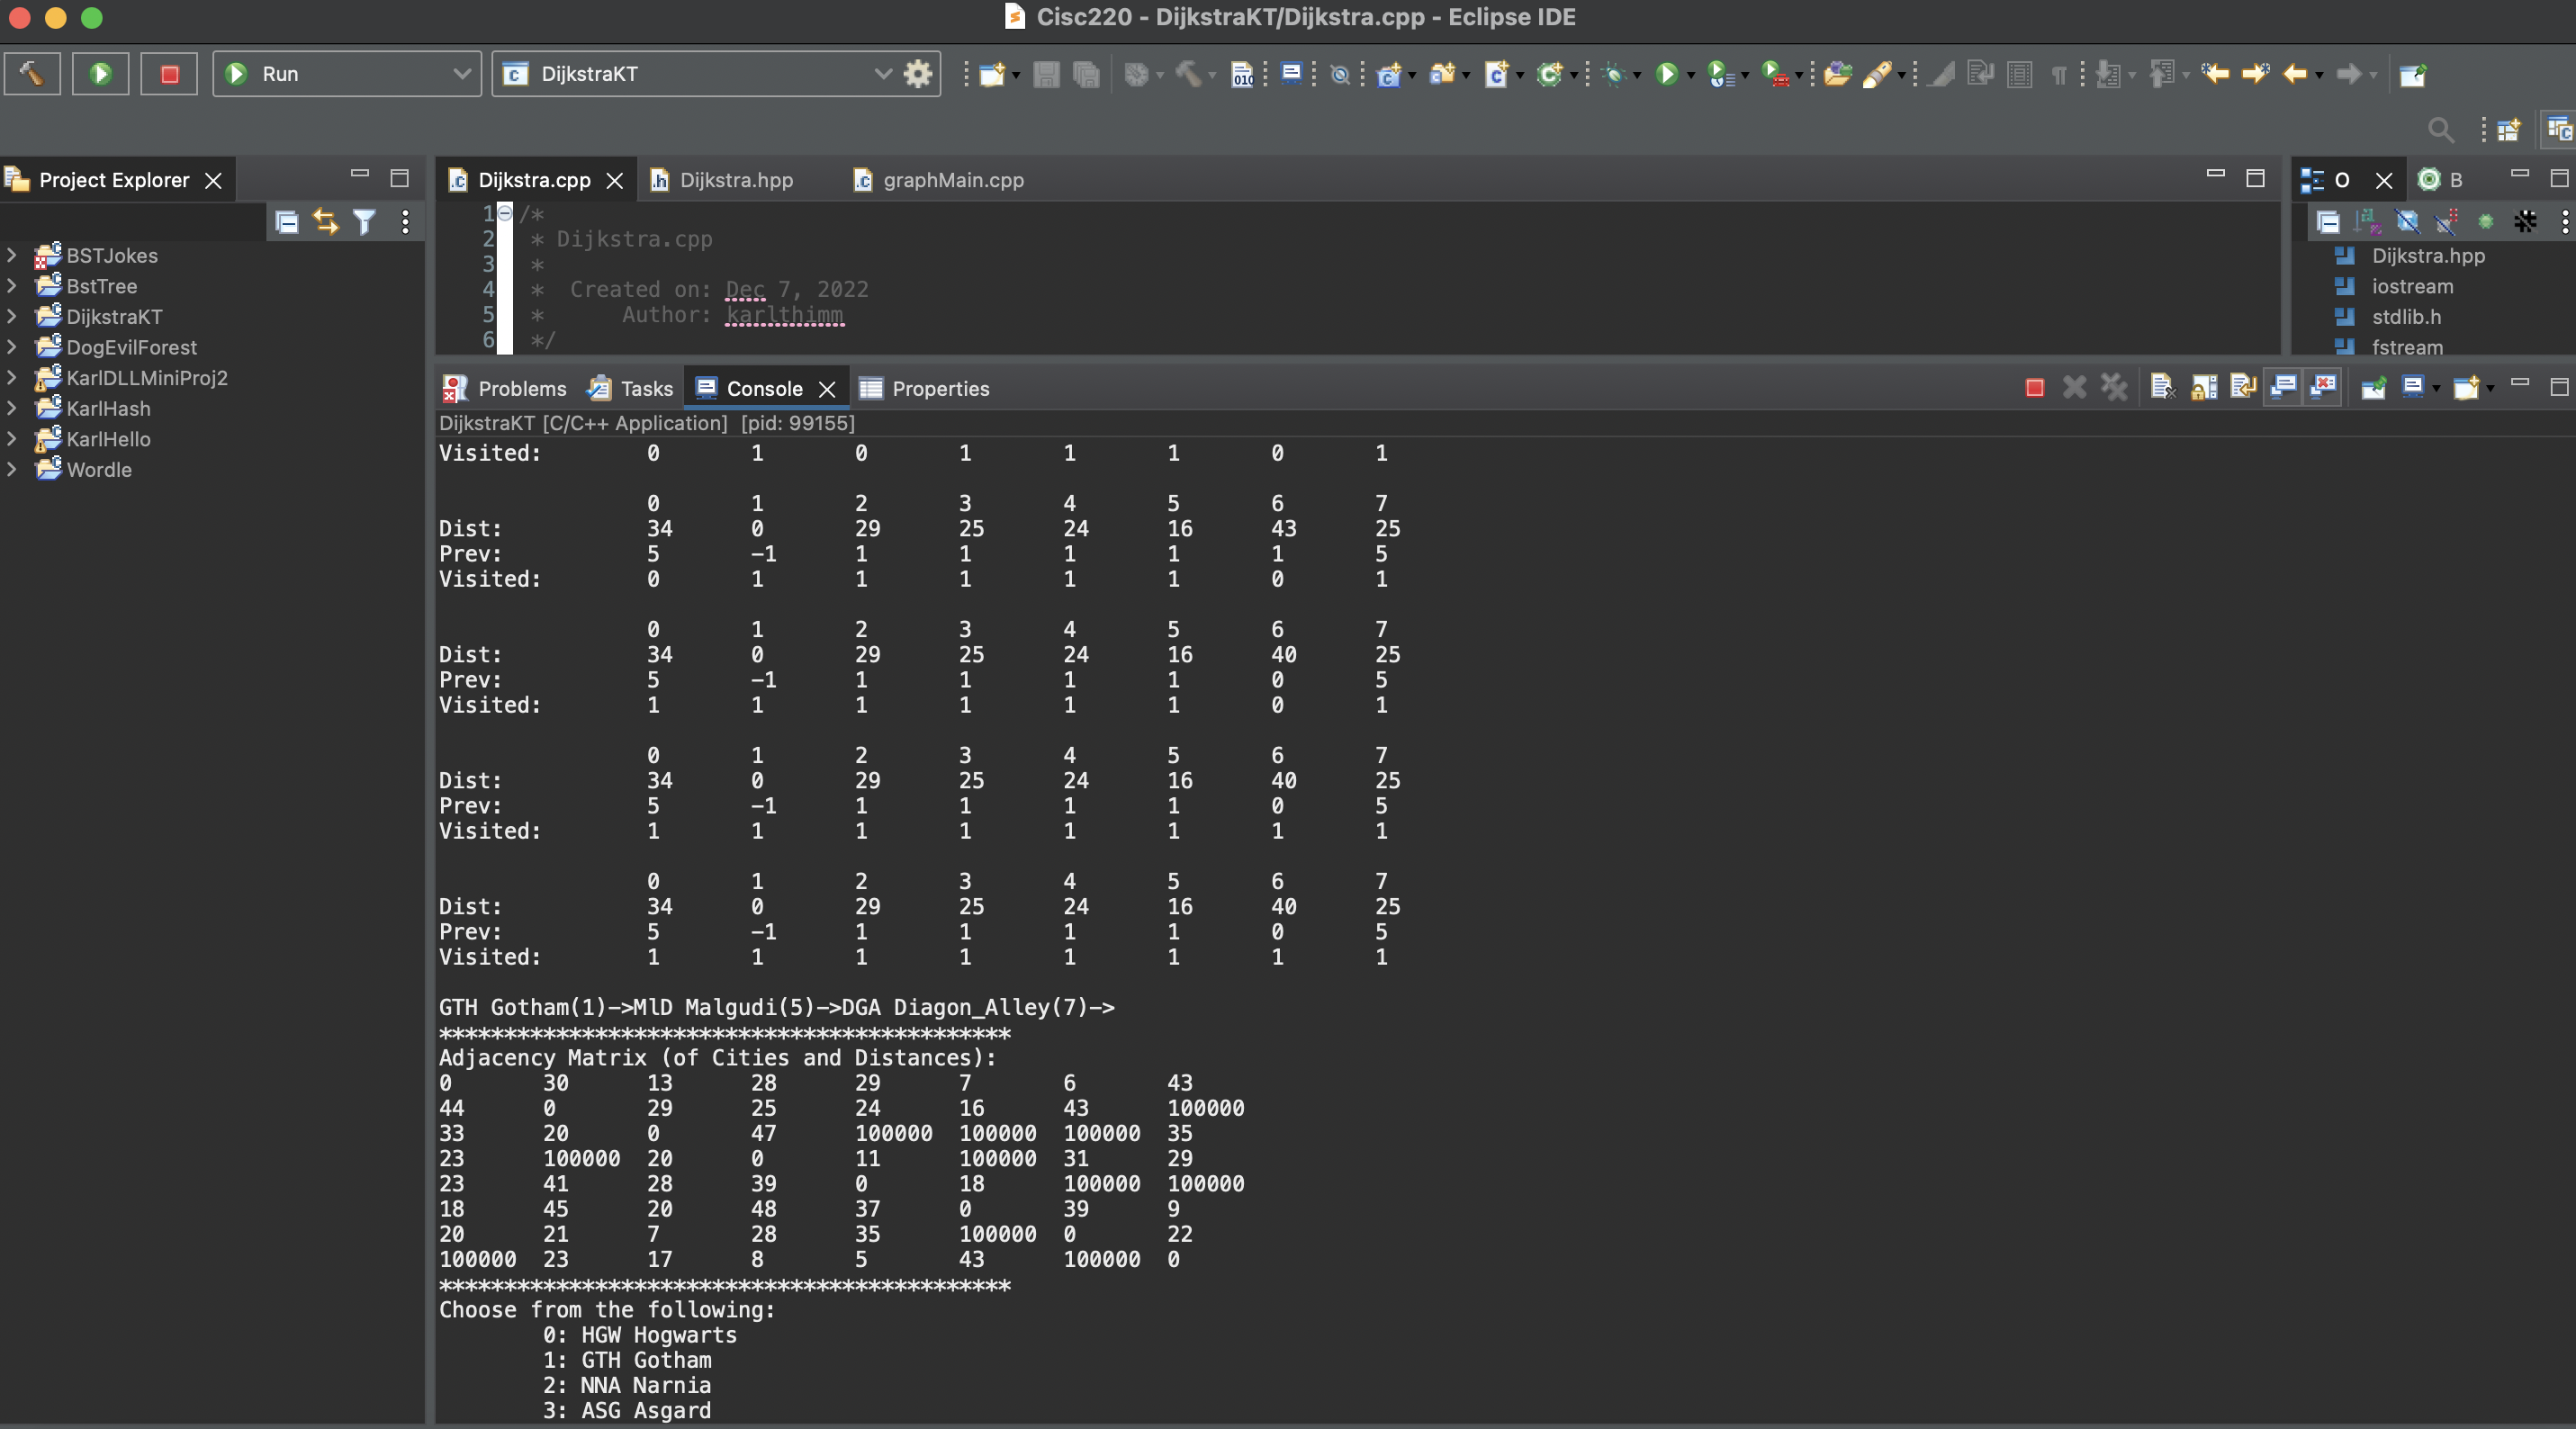 Cisc220 - DijkstraKT/Dijkstra.cpp - Eclipse IDE
Run
DijkstraKT
Project Explorer
BSTJokes
BstTree
DijkstraKT
DogEvilForest
KarlDLLMiniProj2
KarlHash
KarlHello
Wordle
Dijkstra.cpp
Dijkstra.hpp
graphMain.cpp
1 /*
2  * Dijkstra.cpp
3  *
4  *  Created on: Dec 7, 2022
5  *      Author: karlthimm
6  */
O
B
Dijkstra.hpp
iostream
stdlib.h
fstream
Problems
Tasks
Console
Properties
DijkstraKT [C/C++ Application] [pid: 99155]
Visited:	0	1	0	1	1	1	0	1
	0	1	2	3	4	5	6	7
Dist:	34	0	29	25	24	16	43	25
Prev:	5	-1	1	1	1	1	1	5
Visited:	0	1	1	1	1	1	0	1
	0	1	2	3	4	5	6	7
Dist:	34	0	29	25	24	16	40	25
Prev:	5	-1	1	1	1	1	0	5
Visited:	1	1	1	1	1	1	0	1
	0	1	2	3	4	5	6	7
Dist:	34	0	29	25	24	16	40	25
Prev:	5	-1	1	1	1	1	0	5
Visited:	1	1	1	1	1	1	1	1
	0	1	2	3	4	5	6	7
Dist:	34	0	29	25	24	16	40	25
Prev:	5	-1	1	1	1	1	0	5
Visited:	1	1	1	1	1	1	1	1
GTH Gotham(1)->MlD Malgudi(5)->DGA Diagon_Alley(7)->
********************************************
Adjacency Matrix (of Cities and Distances):
0	30	13	28	29	7	6	43
44	0	29	25	24	16	43	100000
33	20	0	47	100000	100000	100000	35
23	100000	20	0	11	100000	31	29
23	41	28	39	0	18	100000	100000
18	45	20	48	37	0	39	9
20	21	7	28	35	100000	0	22
100000	23	17	8	5	43	100000	0
********************************************
Choose from the following:
	0: HGW Hogwarts
	1: GTH Gotham
	2: NNA Narnia
	3: ASG Asgard